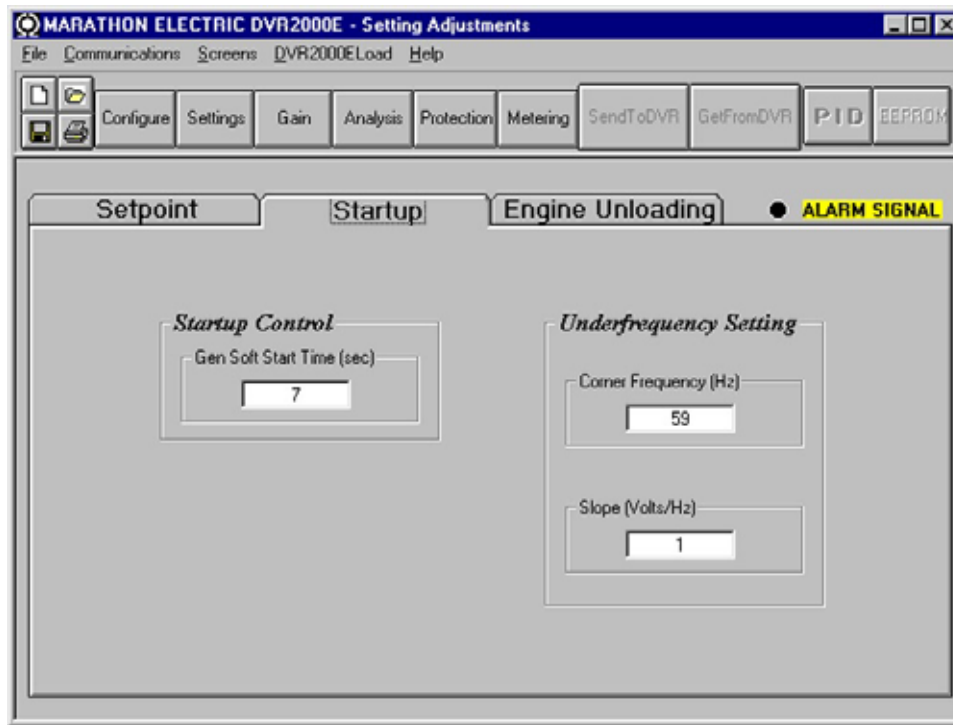 MARATHON ELECTRIC DVR2000E - Setting Adjustments
File Communications Screens DVR2000ELoad Help
Configure Settings Gain Analysis Protection Metering SendToDVR GetFromDVR PID EEPROM
Setpoint Startup Engine Unloading ALARM SIGNAL
Startup Control
Gen Soft Start Time (sec)
7
Underfrequency Setting
Corner Frequency (Hz)
59
Slope (Volts/Hz)
1